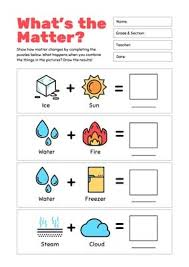 What's the
Matter?
Name:
Grade & Section:
Teacher:
Date:
Show how matter changes by completing the
puzzles below. What happens when you combine
the things in the pictures? Draw the results!
Ice
Sun
Water
Fire
Water
Freezer
Steam
Cloud